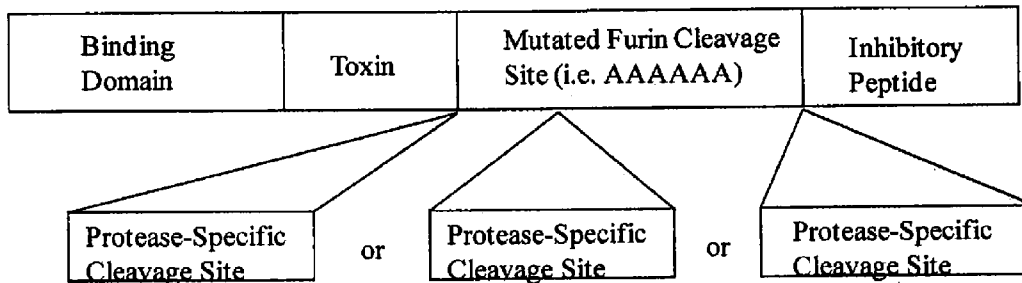 Binding
Domain
Toxin
Mutated Furin Cleavage
Site (i.e. AAAAAA)
Inhibitory
Peptide
Protease-Specific
Cleavage Site
or
Protease-Specific
Cleavage Site
or
Protease-Specific
Cleavage Site